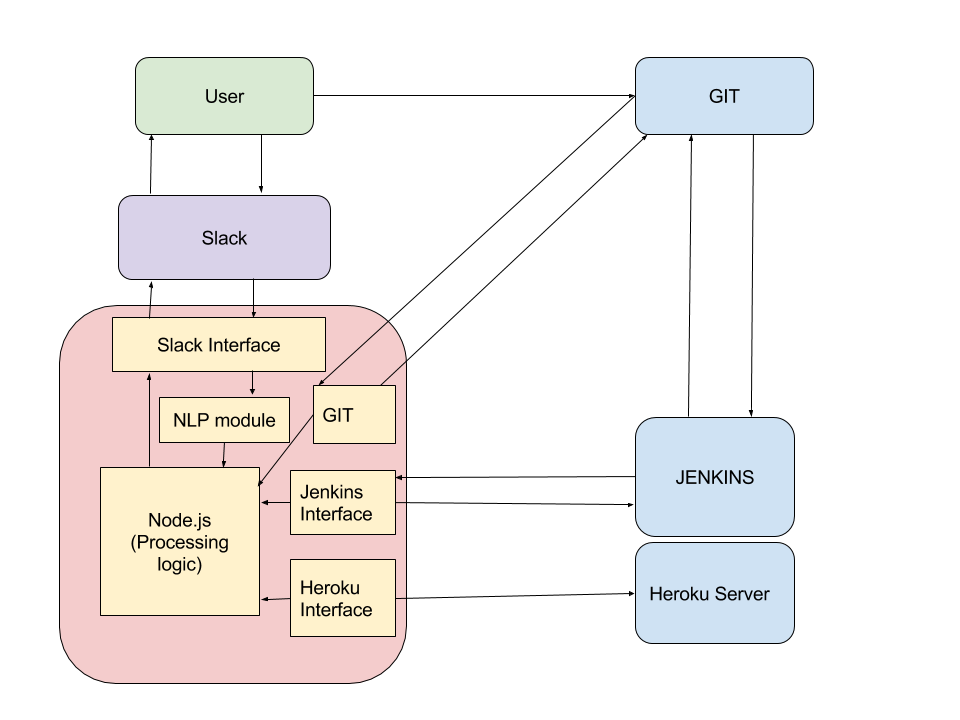 User
GIT
Slack
Slack Interface
NLP module
GIT
Node.js
(Processing
logic)
Jenkins
Interface
JENKINS
Heroku
Interface
Heroku Server